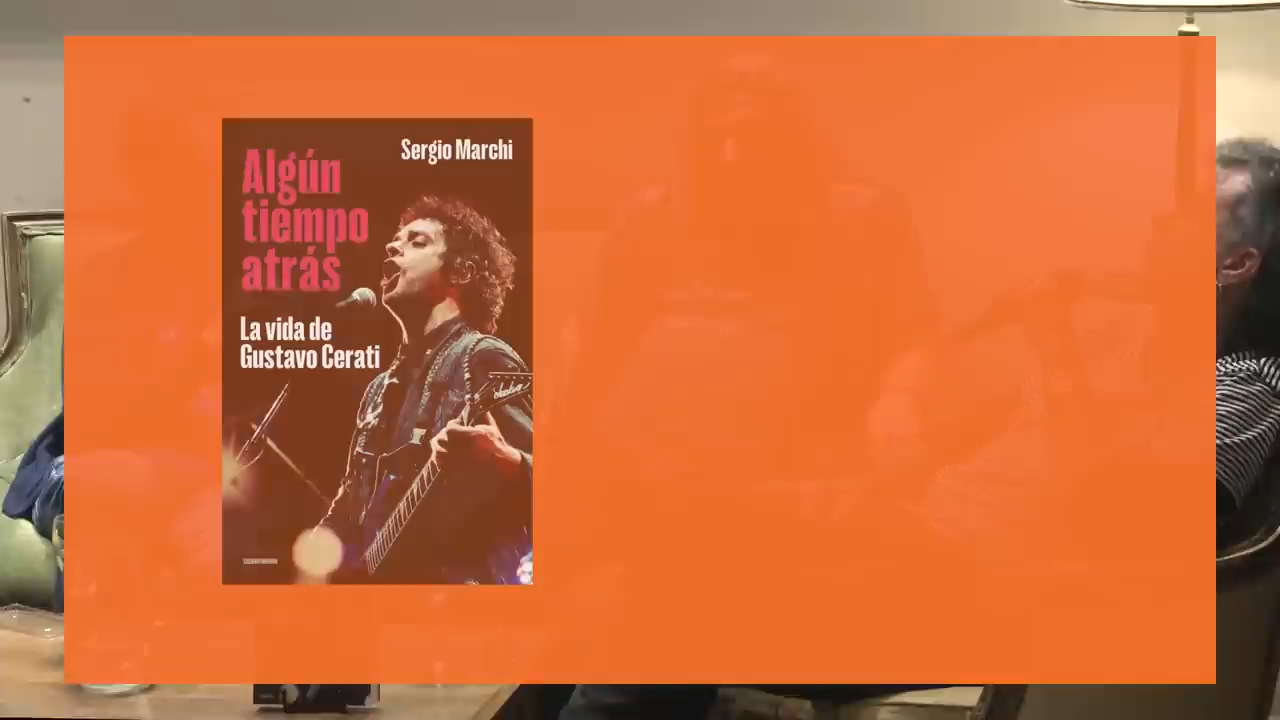 Sergio Marchi
Algún
tiempo
atrás
La vida de
Gustavo Cerati